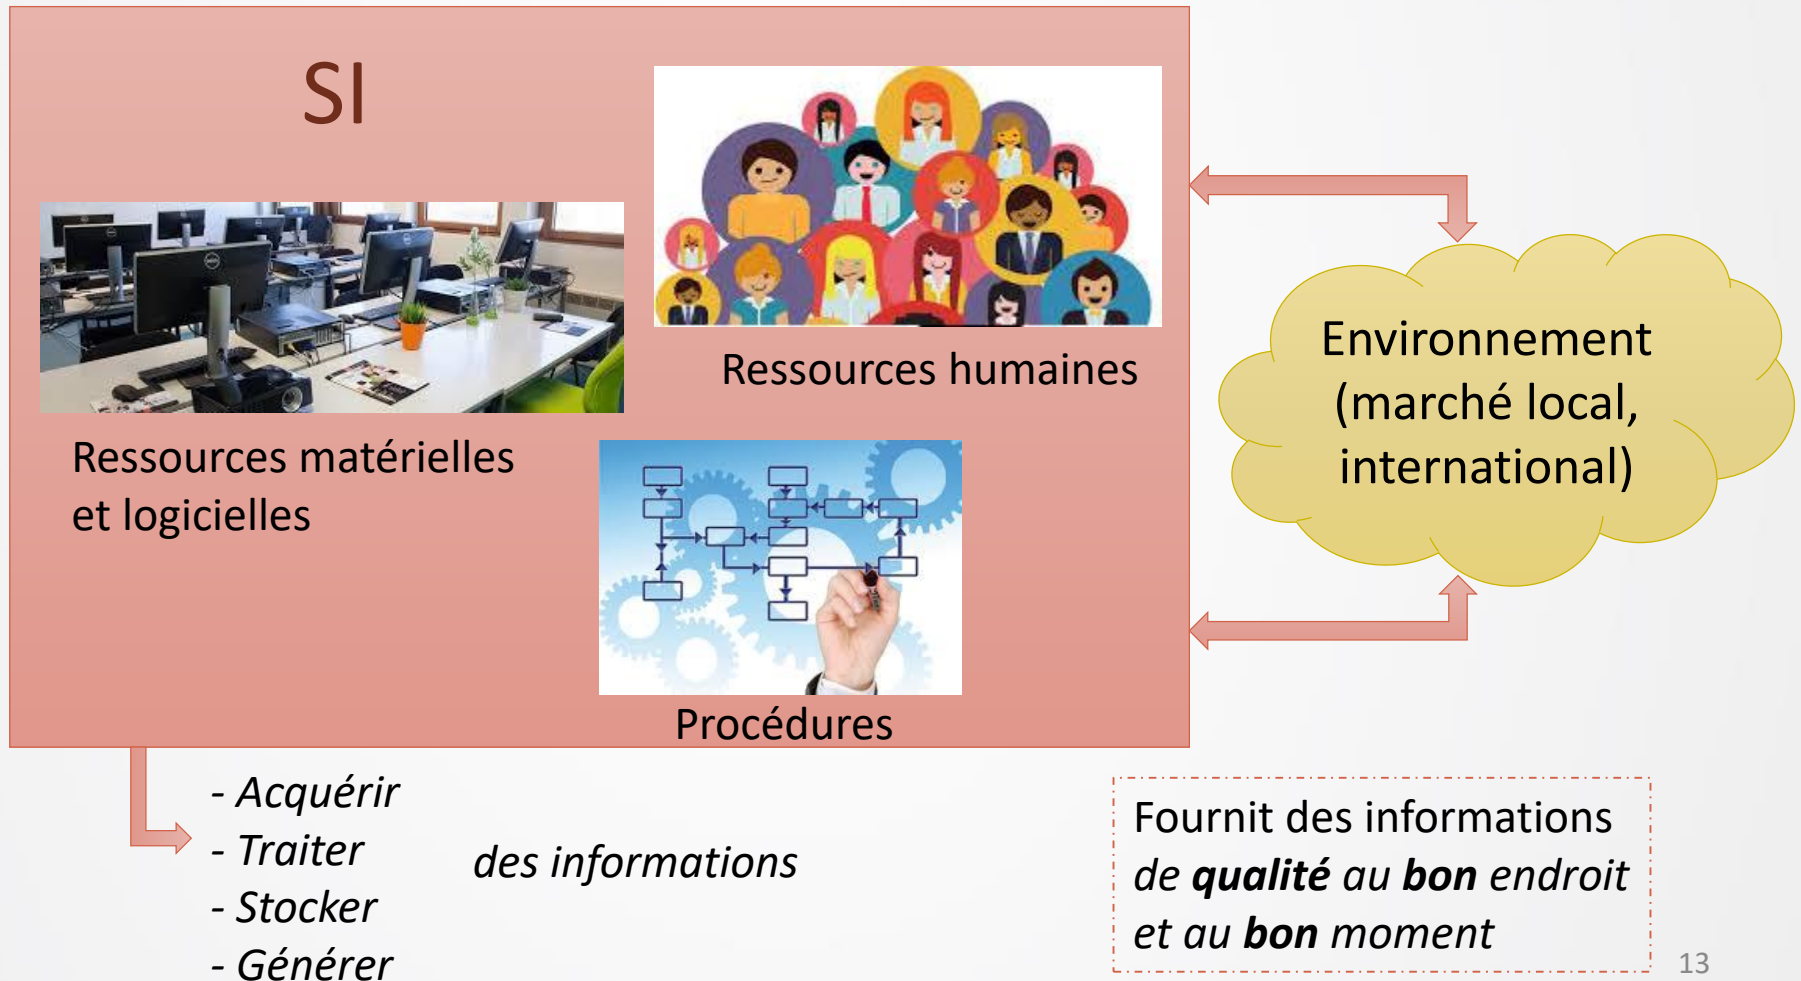 SI
Ressources humaines
Ressources matérielles
et logicielles
Procédures
Environnement
(marché local,
international)
- Acquérir
- Traiter
- Stocker
- Générer
des informations
Fournit des informations
de qualité au bon endroit
et au bon moment
13